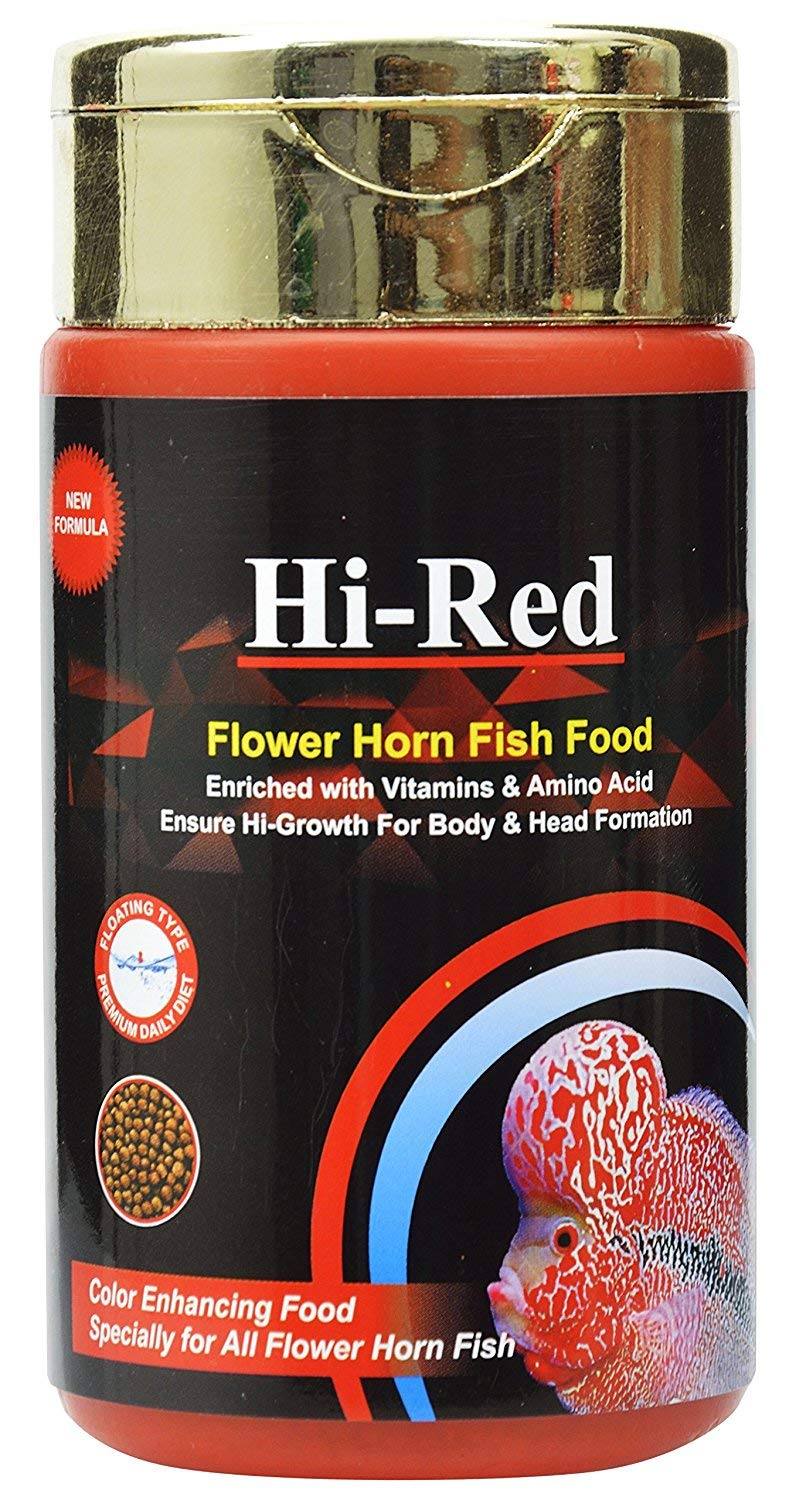 NEW
FORMULA
Hi-Red
Flower Horn Fish Food
Enriched with Vitamins & Amino Acid
Ensure Hi-Growth For Body & Head Formation
FLOATING TYPE
PREMIUM DAILY DIET
Color Enhancing Food
Specially for All Flower Horn Fish